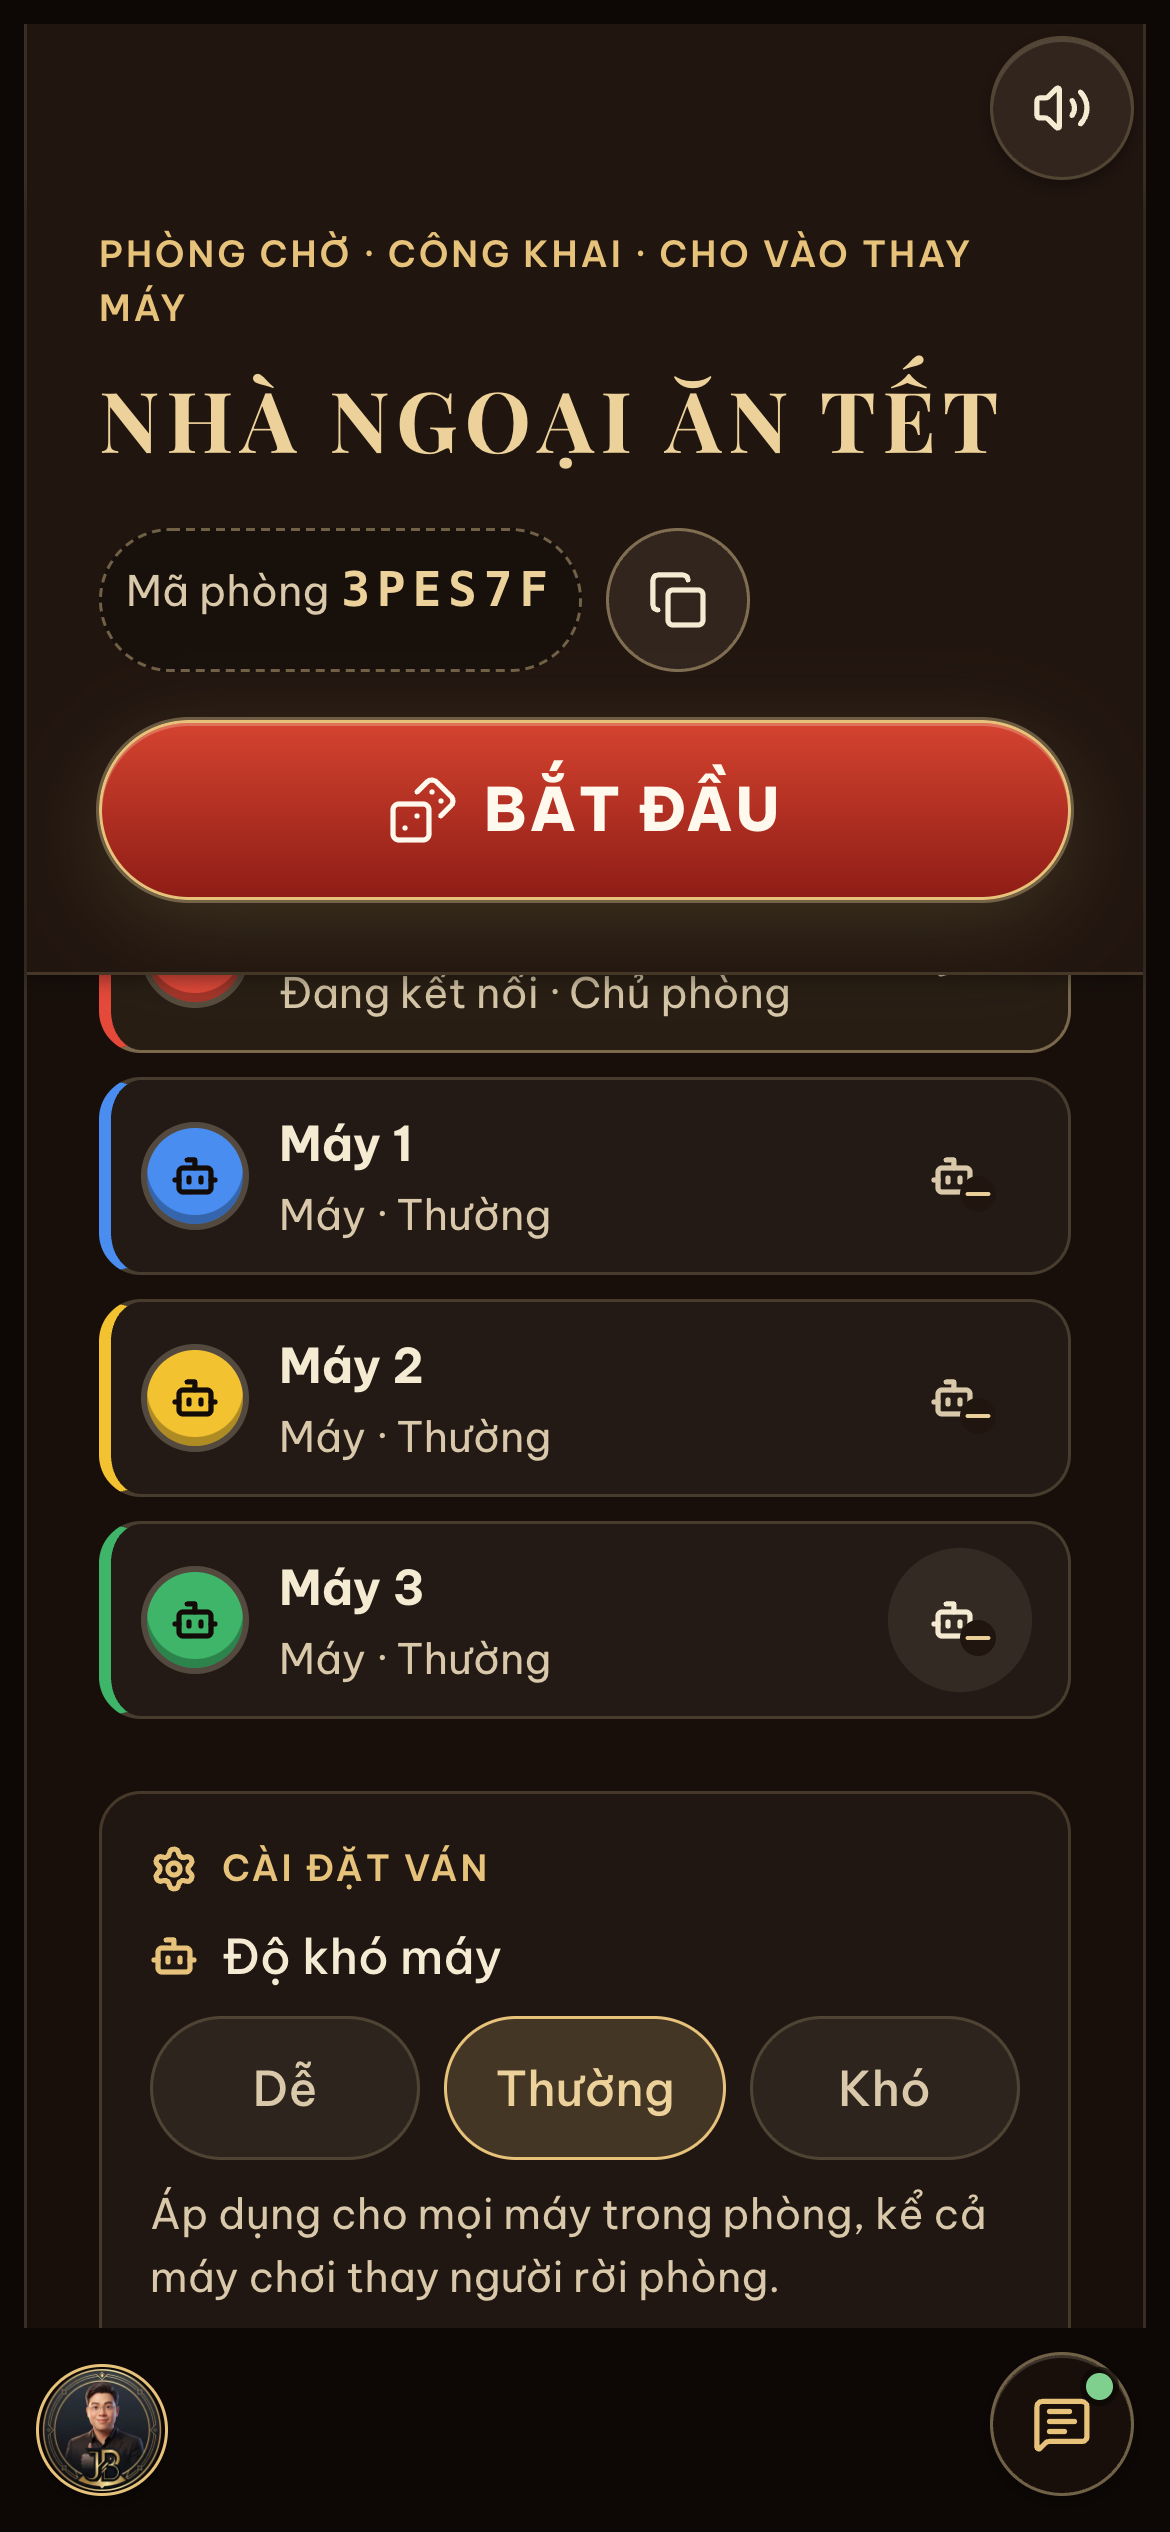 PHÒNG CHỜ · CÔNG KHAI · CHO VÀO THAY
MÁY
NHÀ NGOẠI ĂN TẾT
Mã phòng 3PES7F
BẮT ĐẦU
Đang kết nối · Chủ phòng
Máy 1
Máy · Thường
Máy 2
Máy · Thường
Máy 3
Máy · Thường
CÀI ĐẶT VÁN
Độ khó máy
Dễ
Thường
Khó
Áp dụng cho mọi máy trong phòng, kể cả
máy chơi thay người rời phòng.
JB